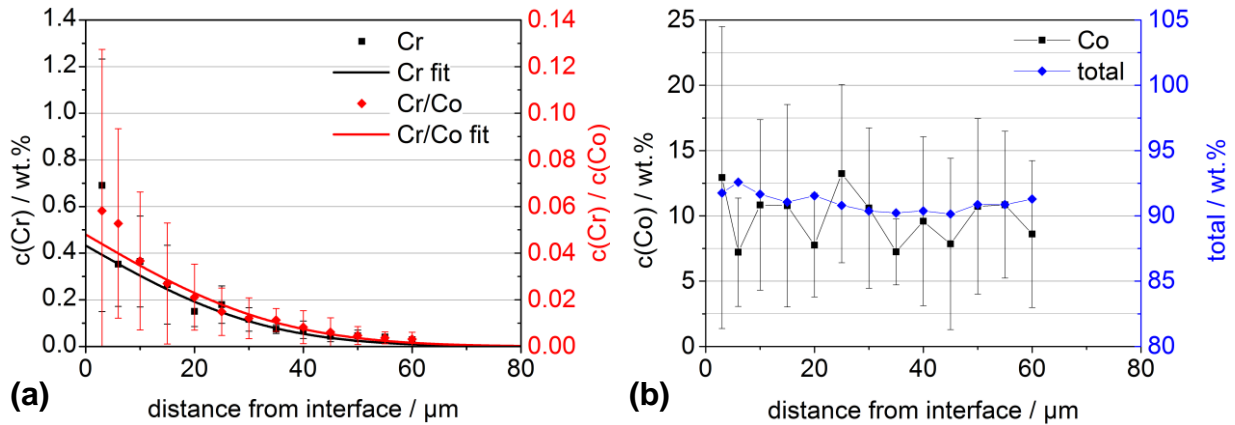 1.4
1.2
1.0
0.8
0.6
0.4
0.2
0.0
c(Cr) / wt.%
Cr
Cr fit
Cr/Co
Cr/Co fit
0.14
0.12
0.10
0.08
0.06
0.04
0.02
0.00
c(Cr) / c(Co)
0 20 40 60 80
distance from interface / µm
(a)
25
20
15
10
5
0
c(Co) / wt.%
Co
total
105
100
95
90
85
80
total / wt.%
0 20 40 60 80
distance from interface / µm
(b)